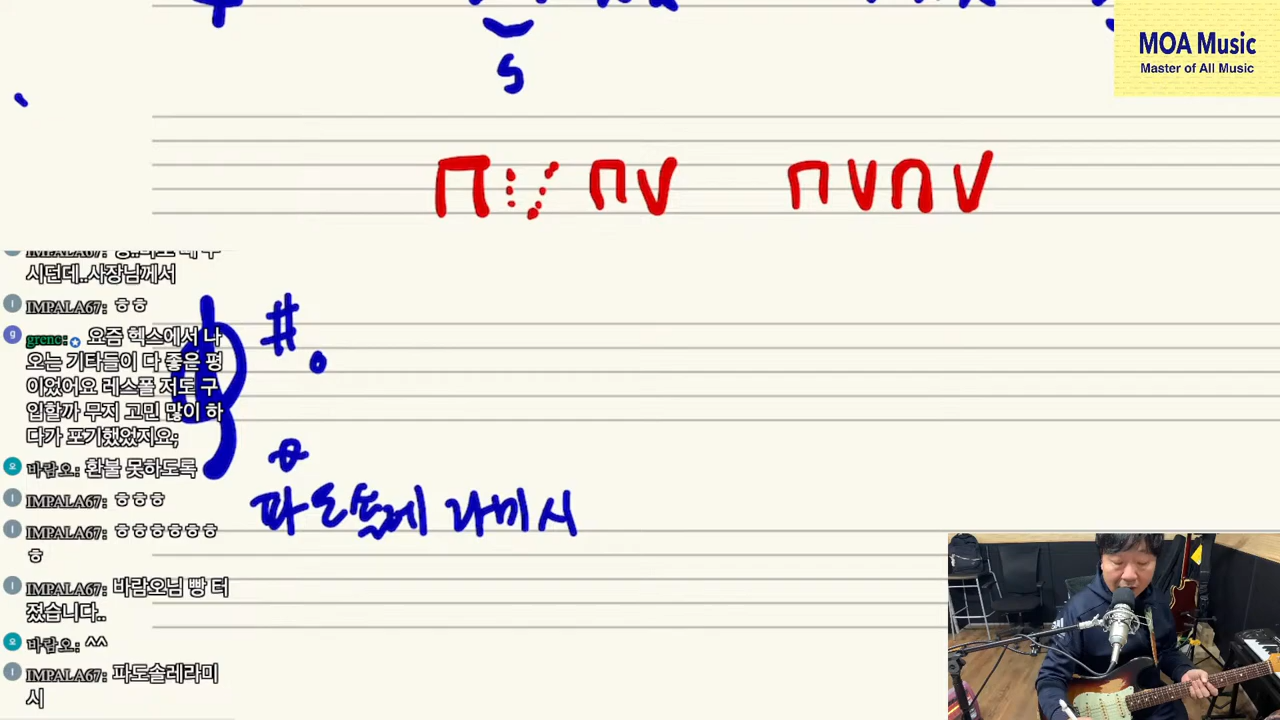 MOA Music
Master of All Music
S
시던데..사장님께서
IMPALA67: ㅎㅎ
grenc: 요즘 헥스에서 나
오는 기타들이 다 좋은 평
이었어요 레스폴 저도 구
입할까 무지 고민 많이 하
다가 포기했었지요;
바람오: 환불 못하도록
IMPALA67: ㅎㅎㅎ
IMPALA67: ㅎㅎㅎㅎㅎㅎ
ㅎ
IMPALA67: 바람오님 빵 터
졌습니다..
바람오: ^^
IMPALA67: 파도솔레라미
시
파도솔레 라미시